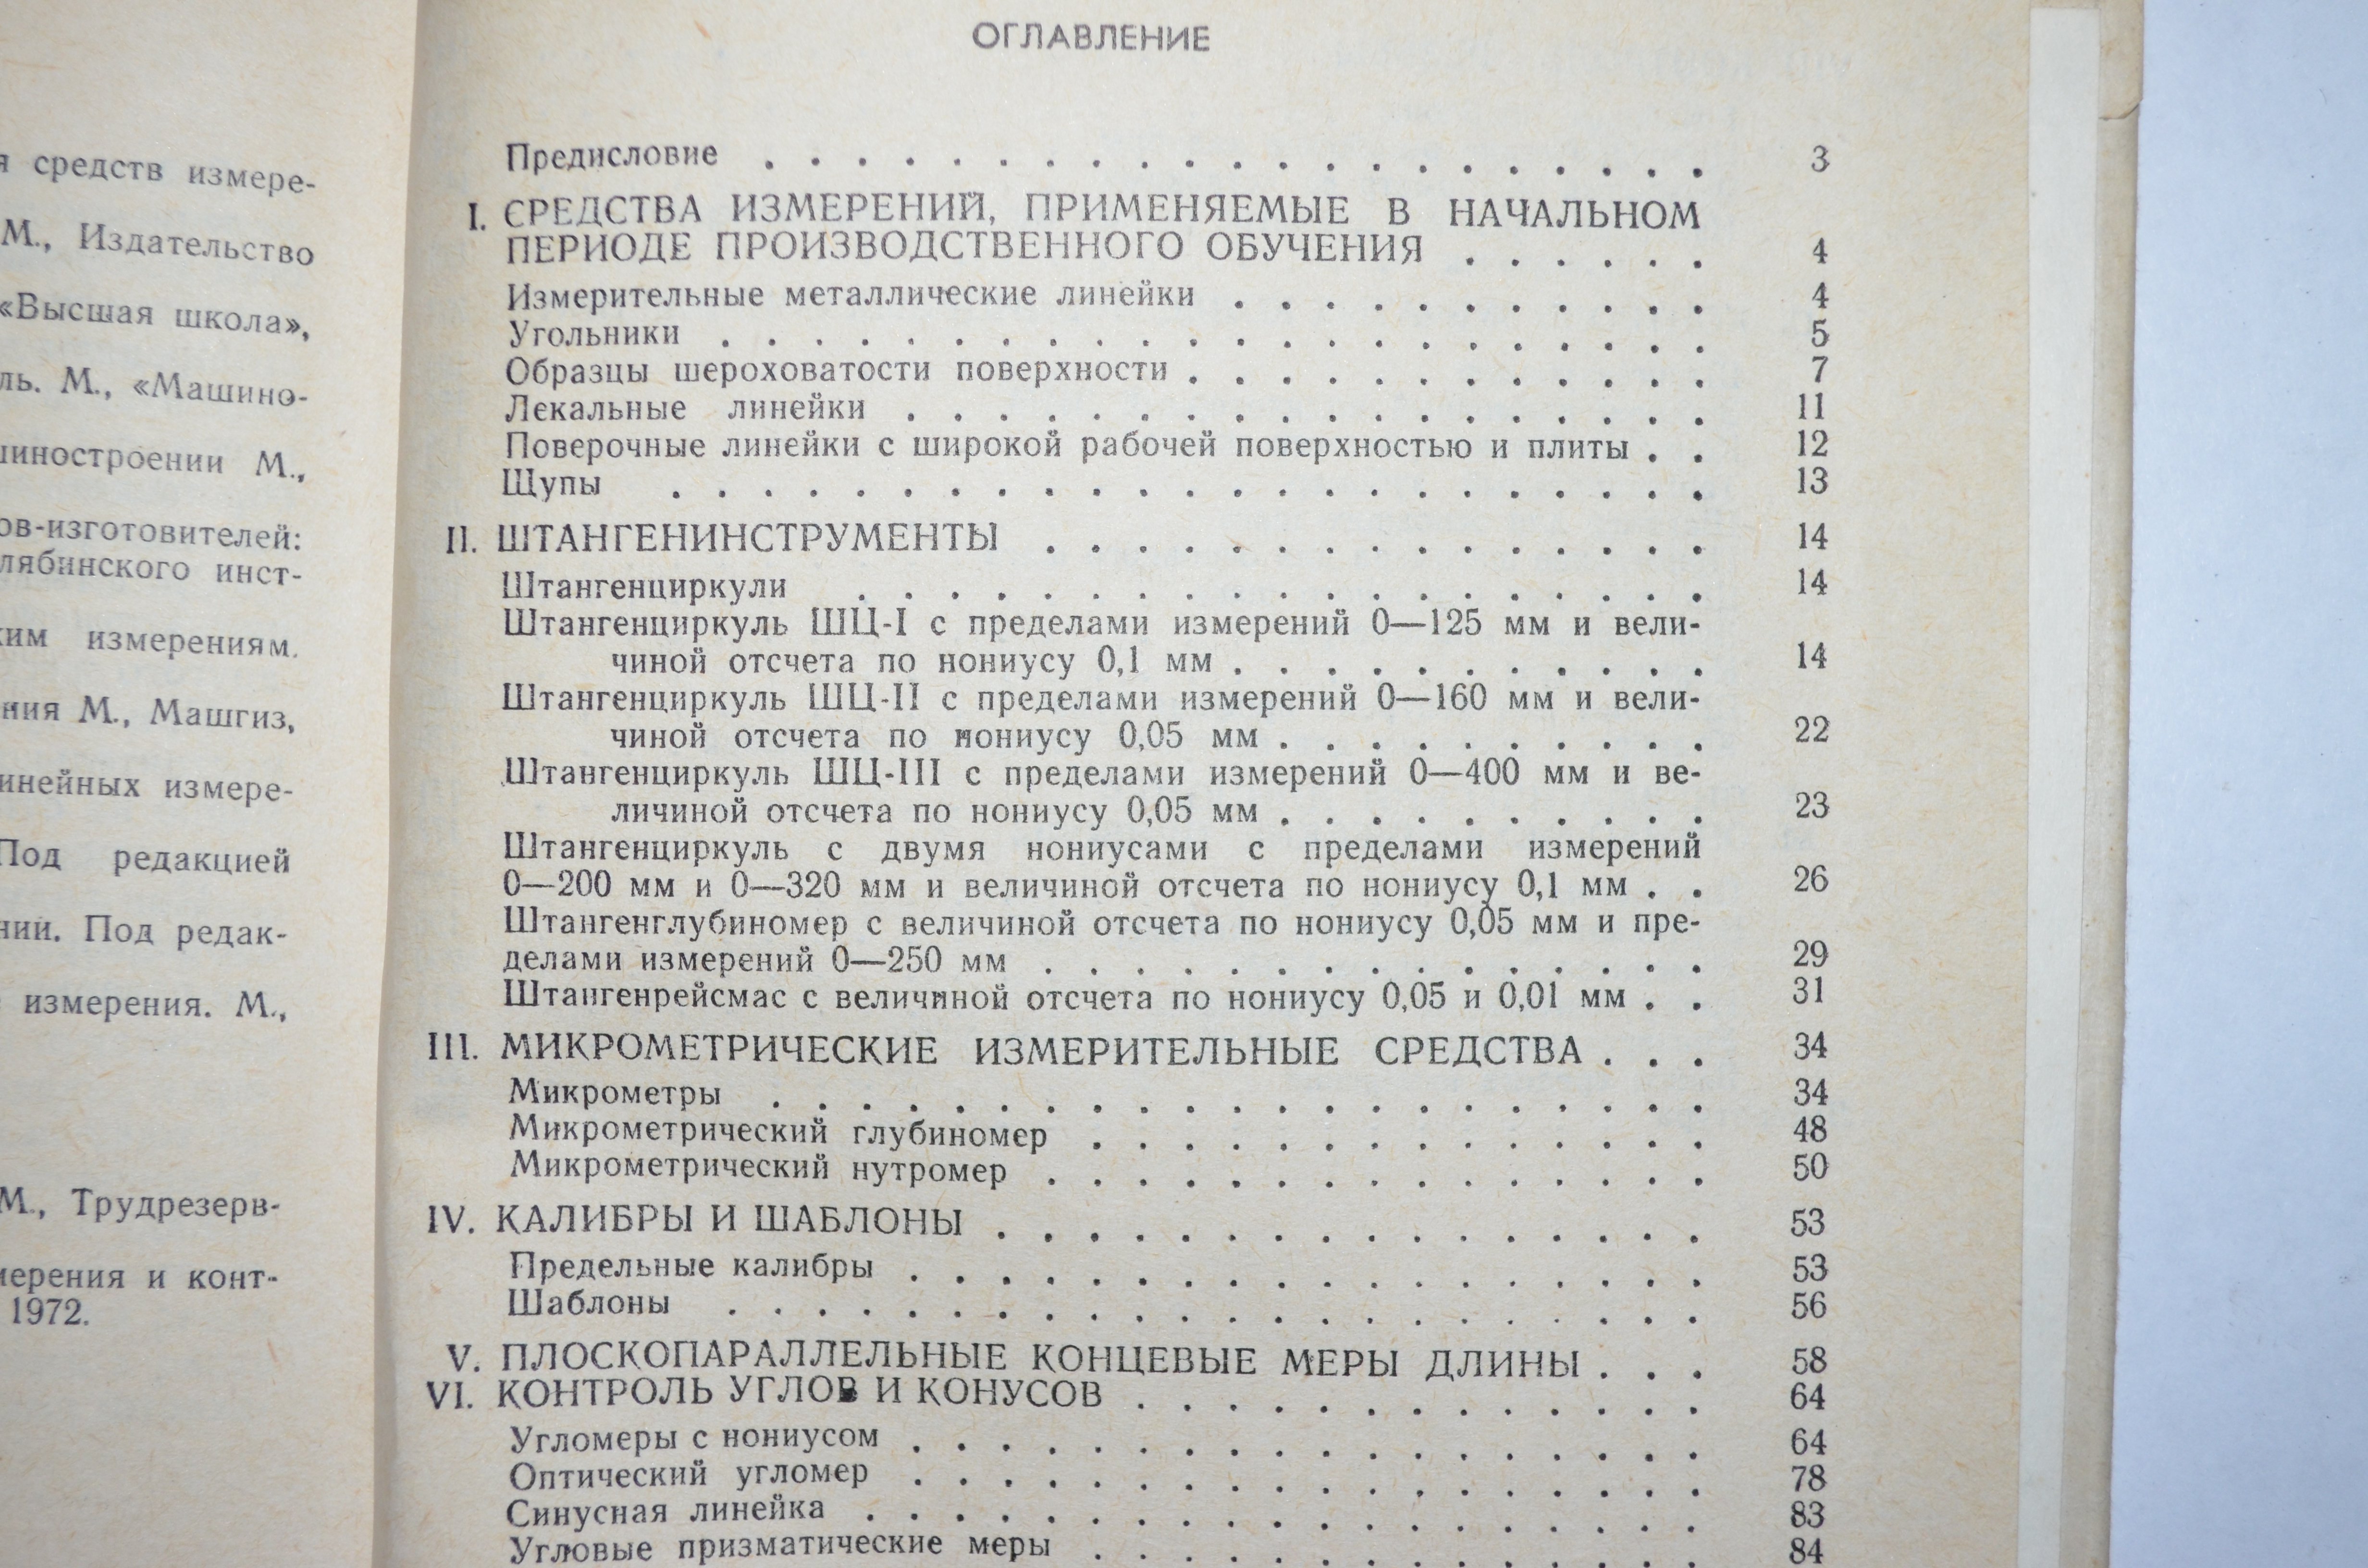 я средств измере-
М., Издательство
«Высшая школа»,
ль. М., «Машино-
шиностроении М.,
ов-изготовителей:
лябинского инст-
ким измерениям.
ния М., Машгиз,
инейных измере-
Под редакцией
нии. Под редак-
измерения. М.,
М., Трудрезерв-
мерения и конт-
1972.
ОГЛАВЛЕНИЕ
Предисловие . . . . . . . . . . . . . . . . . . . . . 3
I. СРЕДСТВА ИЗМЕРЕНИЙ, ПРИМЕНЯЕМЫЕ В НАЧАЛЬНОМ
ПЕРИОДЕ ПРОИЗВОДСТВЕННОГО ОБУЧЕНИЯ . . . . . . 4
Измерительные металлические линейки . . . . . . . . . . . 4
Угольники . . . . . . . . . . . . . . . . . . . . . . 5
Образцы шероховатости поверхности . . . . . . . . . . . . 7
Лекальные линейки . . . . . . . . . . . . . . . . . . 11
Поверочные линейки с широкой рабочей поверхностью и плиты . . 12
Щупы . . . . . . . . . . . . . . . . . . . . . . . 13
II. ШТАНГЕНИНСТРУМЕНТЫ . . . . . . . . . . . . . . . 14
Штангенциркули . . . . . . . . . . . . . . . . . . . 14
Штангенциркуль ШЦ-I с пределами измерений 0—125 мм и вели-
чиной отсчета по нониусу 0,1 мм . . . . . . . . . . . 14
Штангенциркуль ШЦ-II с пределами измерений 0—160 мм и вели-
чиной отсчета по нониусу 0,05 мм . . . . . . . . . . 22
Штангенциркуль ШЦ-III с пределами измерений 0—400 мм и ве-
личиной отсчета по нониусу 0,05 мм . . . . . . . . . . 23
Штангенциркуль с двумя нониусами с пределами измерений
0—200 мм и 0—320 мм и величиной отсчета по нониусу 0,1 мм . . 26
Штангенглубиномер с величиной отсчета по нониусу 0,05 мм и пре-
делами измерений 0—250 мм . . . . . . . . . . . . . . . 29
Штангенрейсмас с величиной отсчета по нониусу 0,05 и 0,01 мм . . 31
III. МИКРОМЕТРИЧЕСКИЕ ИЗМЕРИТЕЛЬНЫЕ СРЕДСТВА . . . 34
Микрометры . . . . . . . . . . . . . . . . . . . . . 34
Микрометрический глубиномер . . . . . . . . . . . . . . 48
Микрометрический нутромер . . . . . . . . . . . . . . . 50
IV. КАЛИБРЫ И ШАБЛОНЫ . . . . . . . . . . . . . . . . 53
Предельные калибры . . . . . . . . . . . . . . . . . . 53
Шаблоны . . . . . . . . . . . . . . . . . . . . . . 56
V. ПЛОСКОПАРАЛЛЕЛЬНЫЕ КОНЦЕВЫЕ МЕРЫ ДЛИНЫ . . . 58
VI. КОНТРОЛЬ УГЛОВ И КОНУСОВ . . . . . . . . . . . . . 64
Угломеры с нониусом . . . . . . . . . . . . . . . . . . 64
Оптический угломер . . . . . . . . . . . . . . . . . . 78
Синусная линейка . . . . . . . . . . . . . . . . . . . 83
Угловые призматические меры . . . . . . . . . . . . . . 84